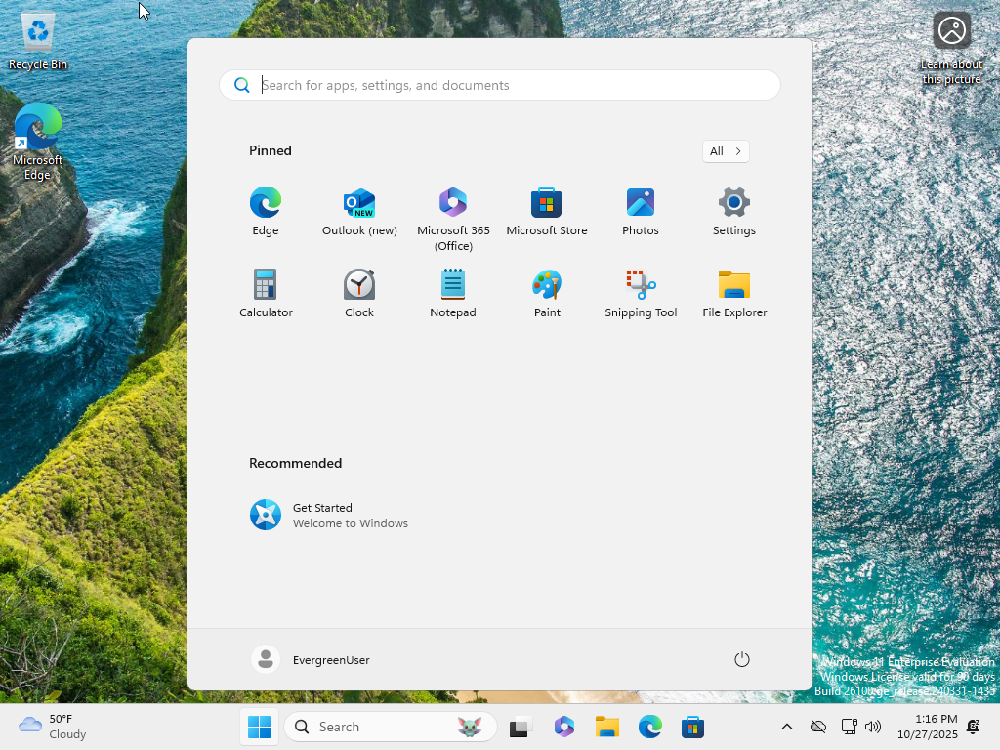 Recycle Bin
Microsoft
Edge
Learn about
this picture
Search for apps, settings, and documents
Pinned
All
Edge
Outlook (new)
NEW
Microsoft 365
(Office)
Microsoft Store
Photos
Settings
Calculator
Clock
Notepad
Paint
Snipping Tool
File Explorer
Recommended
Get Started
Welcome to Windows
EvergreenUser
Windows 11 Enterprise Evaluation
Windows License valid for 90 days
Build 26100.ge_release.240331-1435
50°F
Cloudy
Search
1:16 PM
10/27/2025